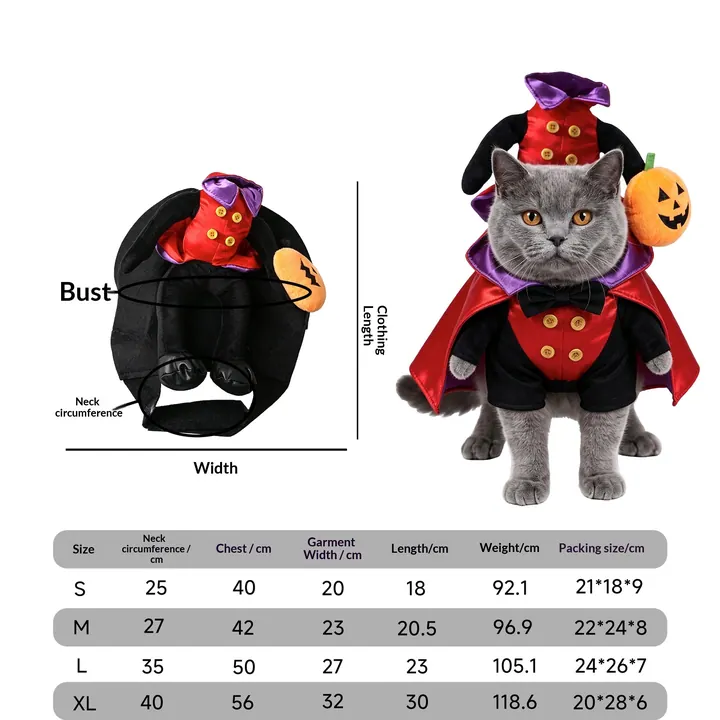 Bust
Clothing
Length
Neck
circumference
Width
Size Neck circumference / cm Chest / cm Garment Width / cm Length/cm Weight/cm Packing size/cm
S 25 40 20 18 92.1 21*18*9
M 27 42 23 20.5 96.9 22*24*8
L 35 50 27 23 105.1 24*26*7
XL 40 56 32 30 118.6 20*28*6